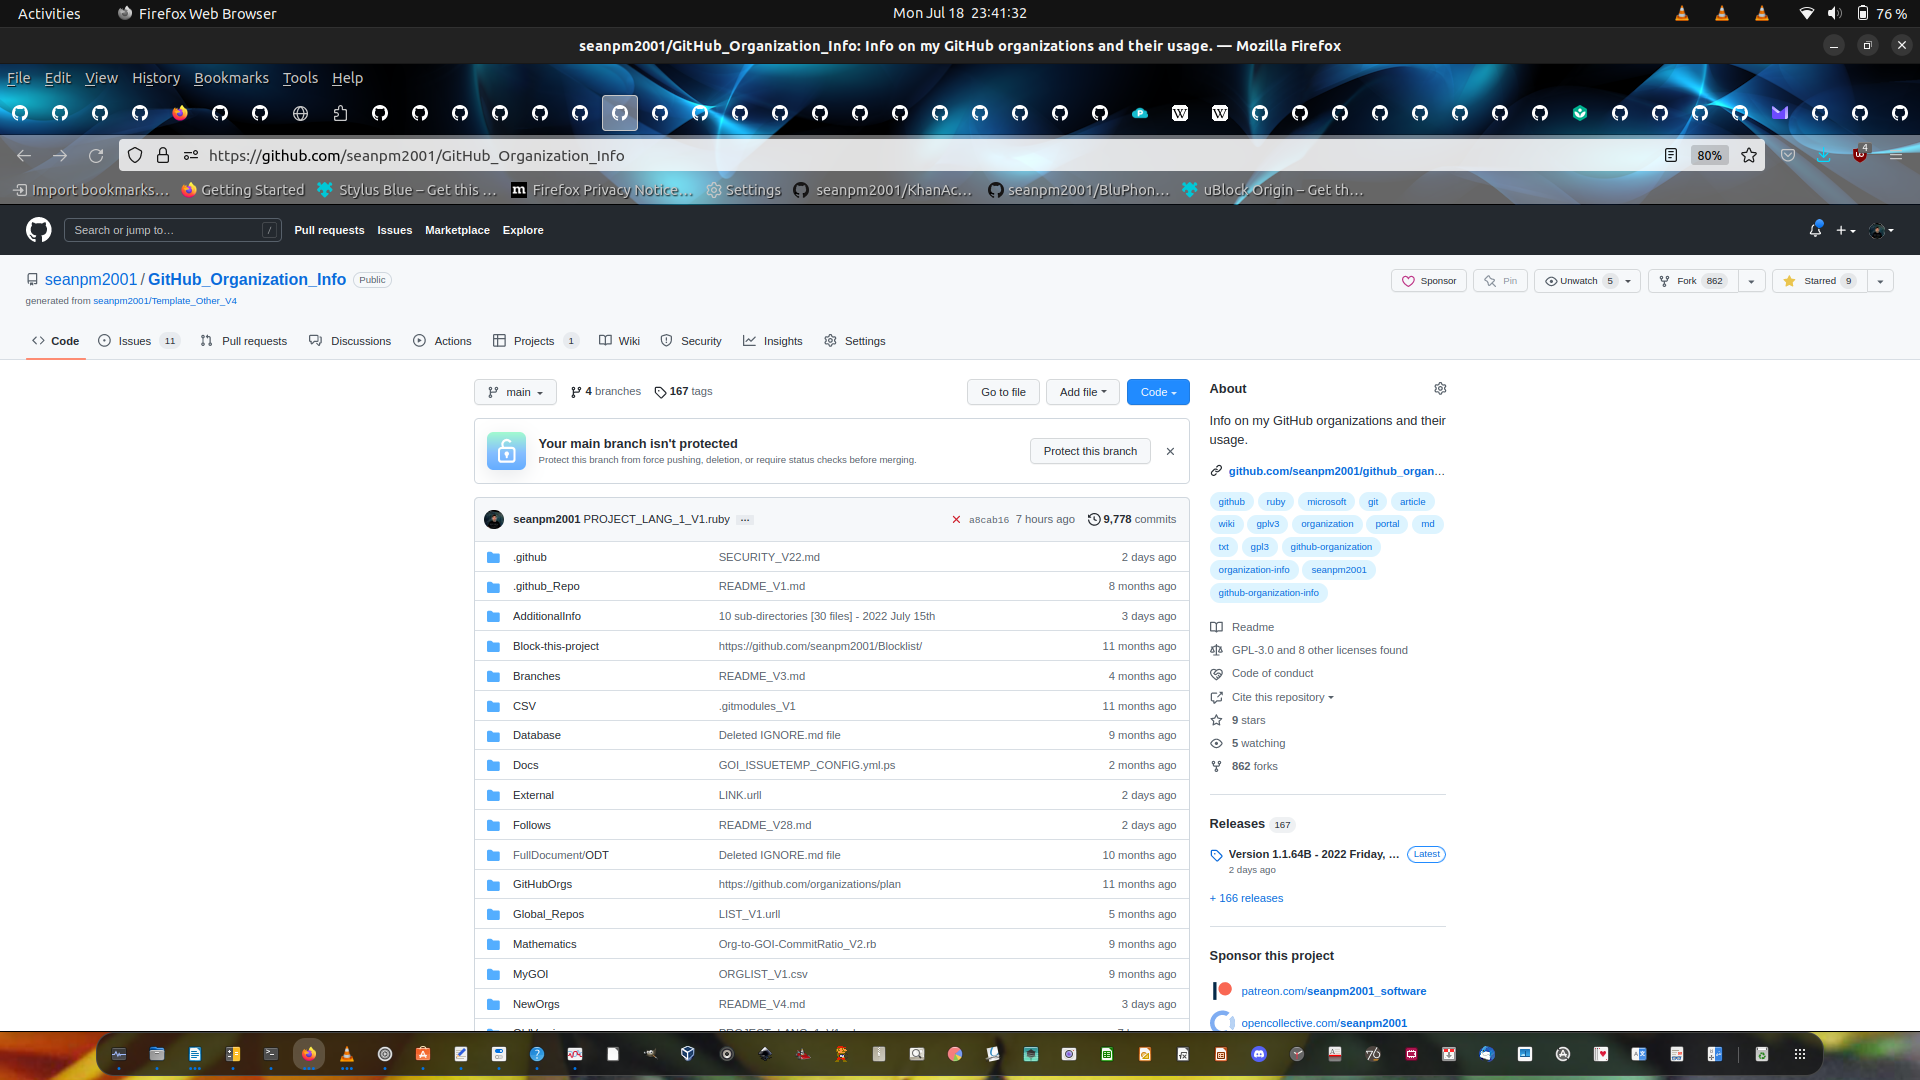 Activities Firefox Web Browser Mon Jul 18 23:41:32 76 %
seanpm2001/GitHub_Organization_Info: Info on my GitHub organizations and their usage. — Mozilla Firefox
File Edit View History Bookmarks Tools Help
https://github.com/seanpm2001/GitHub_Organization_Info 80% 4
Import bookmarks… Getting Started Stylus Blue – Get this … Firefox Privacy Notice… Settings seanpm2001/KhanAc… seanpm2001/BluPhon… uBlock Origin – Get th…
Search or jump to… / Pull requests Issues Marketplace Explore
seanpm2001 / GitHub_Organization_Info Public
Sponsor Pin Unwatch 5 Fork 862 Starred 9
generated from seanpm2001/Template_Other_V4
Code Issues 11 Pull requests Discussions Actions Projects 1 Wiki Security Insights Settings
main 4 branches 167 tags Go to file Add file Code
Your main branch isn't protected
Protect this branch from force pushing, deletion, or require status checks before merging.
Protect this branch
seanpm2001 PROJECT_LANG_1_V1.ruby … a8cab16 7 hours ago 9,778 commits
.github SECURITY_V22.md 2 days ago
.github_Repo README_V1.md 8 months ago
AdditionalInfo 10 sub-directories [30 files] - 2022 July 15th 3 days ago
Block-this-project https://github.com/seanpm2001/Blocklist/ 11 months ago
Branches README_V3.md 4 months ago
CSV .gitmodules_V1 11 months ago
Database Deleted IGNORE.md file 9 months ago
Docs GOI_ISSUETEMP_CONFIG.yml.ps 2 months ago
External LINK.urll 2 days ago
Follows README_V28.md 2 days ago
FullDocument/ODT Deleted IGNORE.md file 10 months ago
GitHubOrgs https://github.com/organizations/plan 11 months ago
Global_Repos LIST_V1.urll 5 months ago
Mathematics Org-to-GOI-CommitRatio_V2.rb 9 months ago
MyGOI ORGLIST_V1.csv 9 months ago
NewOrgs README_V4.md 3 days ago
About
Info on my GitHub organizations and their
usage.
github.com/seanpm2001/github_organ…
github ruby microsoft git article
wiki gplv3 organization portal md
txt gpl3 github-organization
organization-info seanpm2001
github-organization-info
Readme
GPL-3.0 and 8 other licenses found
Code of conduct
Cite this repository
9 stars
5 watching
862 forks
Releases 167
Version 1.1.64B - 2022 Friday, … Latest
2 days ago
+ 166 releases
Sponsor this project
patreon.com/seanpm2001_software
opencollective.com/seanpm2001